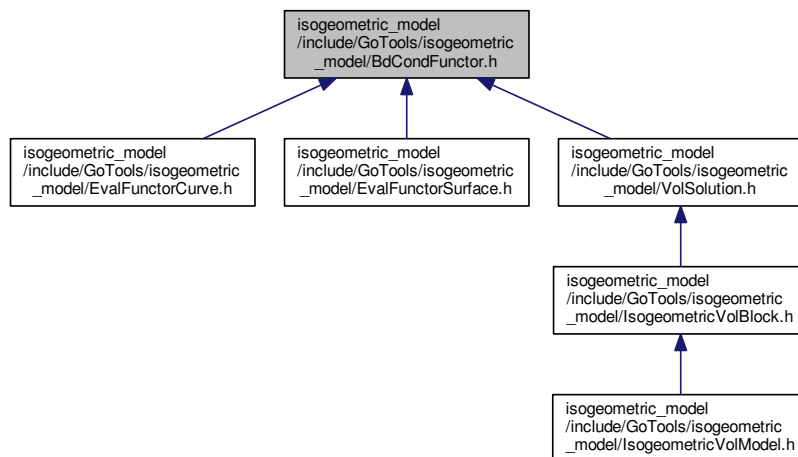 isogeometric_model
/include/GoTools/isogeometric
_model/BdCondFunctor.h
isogeometric_model
/include/GoTools/isogeometric
_model/EvalFunctorCurve.h
isogeometric_model
/include/GoTools/isogeometric
_model/EvalFunctorSurface.h
isogeometric_model
/include/GoTools/isogeometric
_model/VolSolution.h
isogeometric_model
/include/GoTools/isogeometric
_model/IsogeometricVolBlock.h
isogeometric_model
/include/GoTools/isogeometric
_model/IsogeometricVolModel.h